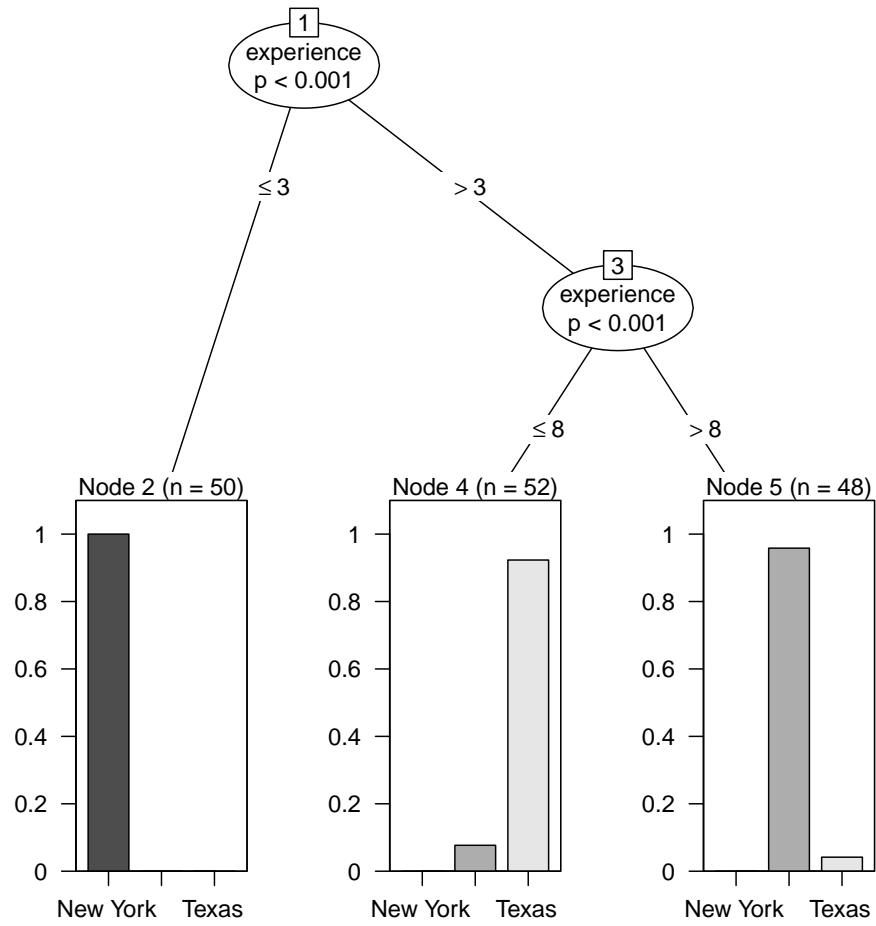 1
experience
p < 0.001
≤ 3
> 3
3
experience
p < 0.001
≤ 8
> 8
Node 2 (n = 50)
1
0.8
0.6
0.4
0.2
0
New York
Texas
Node 4 (n = 52)
1
0.8
0.6
0.4
0.2
0
New York
Texas
Node 5 (n = 48)
1
0.8
0.6
0.4
0.2
0
New York
Texas